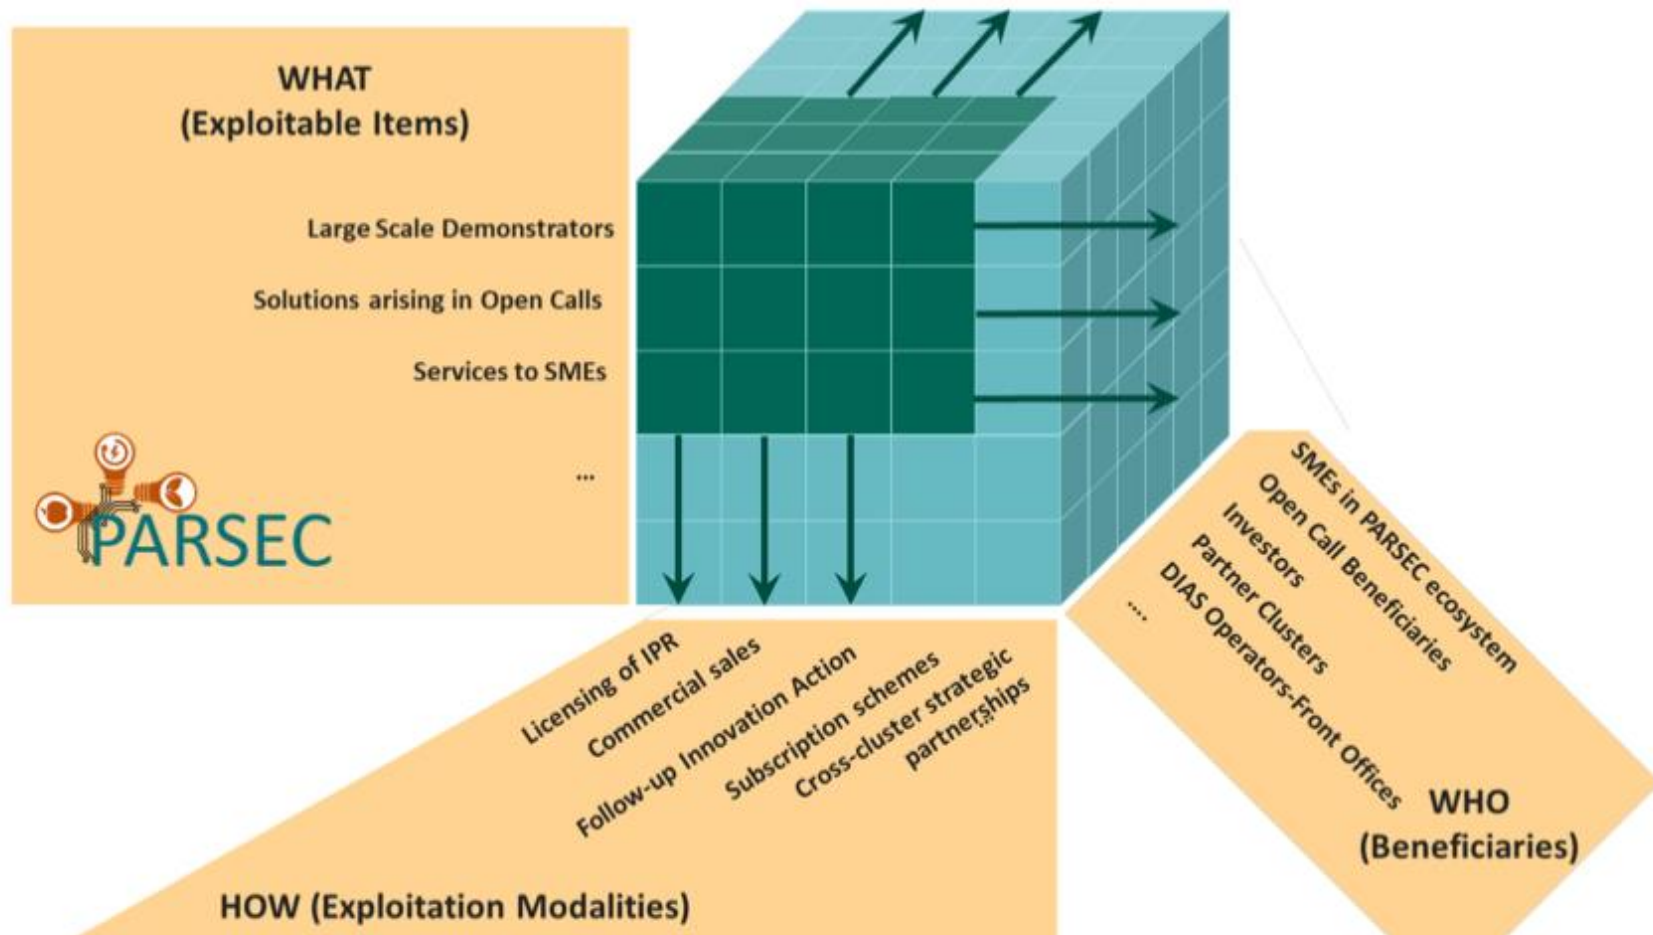 WHAT
(Exploitable Items)
Large Scale Demonstrators
Solutions arising in Open Calls
Services to SMEs
...
PARSEC
Licensing of IPR
Commercial sales
Follow-up Innovation Action
Subscription schemes
Cross-cluster strategic
partnerships
...
HOW (Exploitation Modalities)
SMEs in PARSEC ecosystem
Open Call Beneficiaries
Investors
Partner Clusters
DIAS Operators-Front Offices
....
WHO
(Beneficiaries)